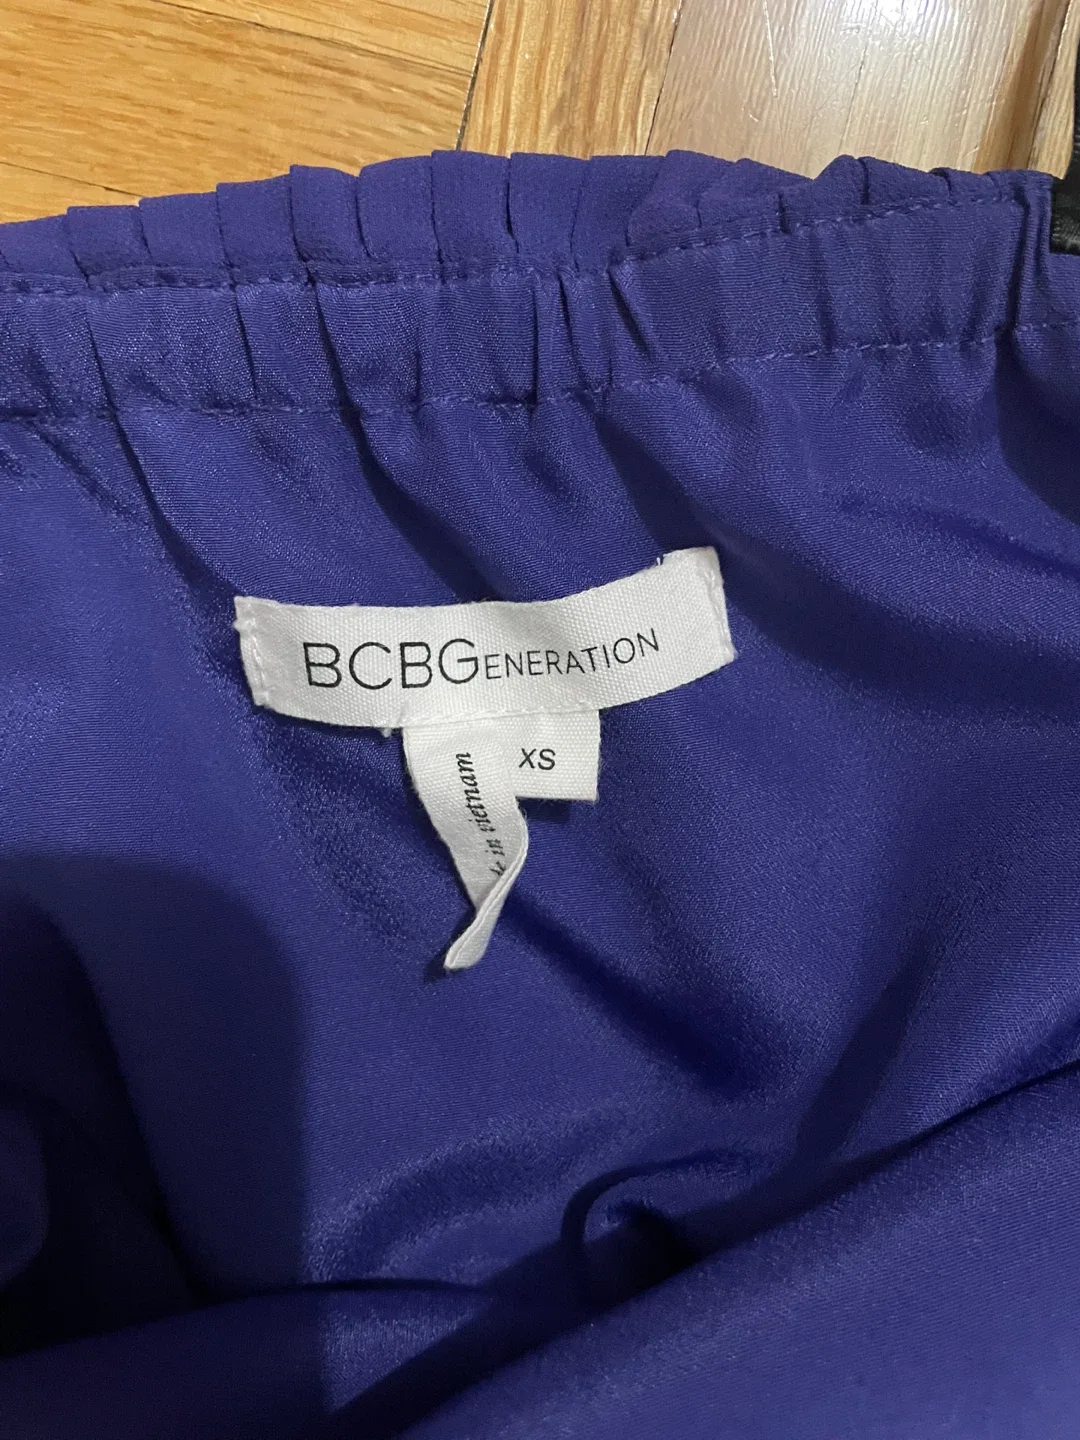 BCBGENERATION
XS
in vietnam